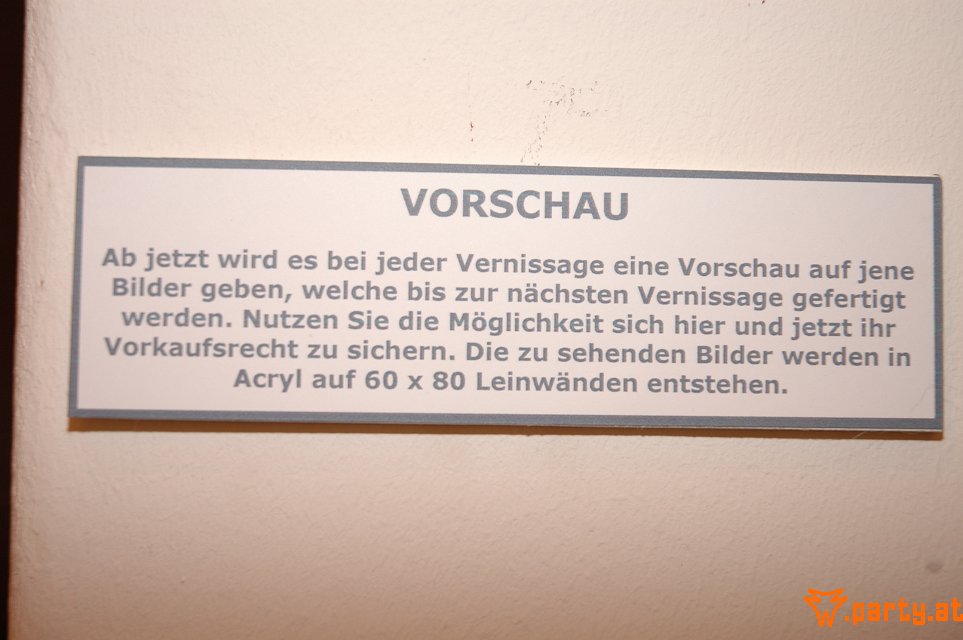 VORSCHAU
Ab jetzt wird es bei jeder Vernissage eine Vorschau auf jene
Bilder geben, welche bis zur nächsten Vernissage gefertigt
werden. Nutzen Sie die Möglichkeit sich hier und jetzt ihr
Vorkaufsrecht zu sichern. Die zu sehenden Bilder werden in
Acryl auf 60 x 80 Leinwänden entstehen.
.party.at